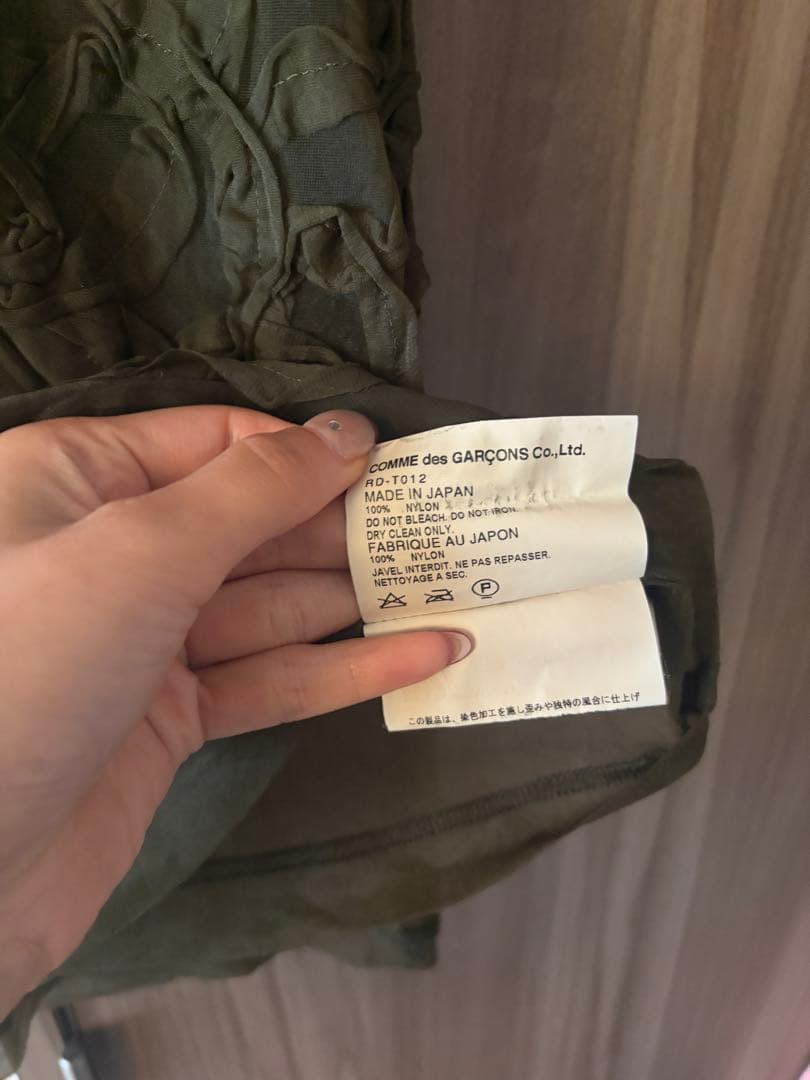 COMME des GARÇONS Co.,Ltd.
RD-T012
MADE IN JAPAN
100% NYLON
DO NOT BLEACH. DO NOT IRON.
DRY CLEAN ONLY.
FABRIQUE AU JAPON
100% NYLON
JAVEL INTERDIT. NE PAS REPASSER.
NETTOYAGE A SEC.
P
この製品は、染色加工を施し歪みや独特の風合に仕上げ